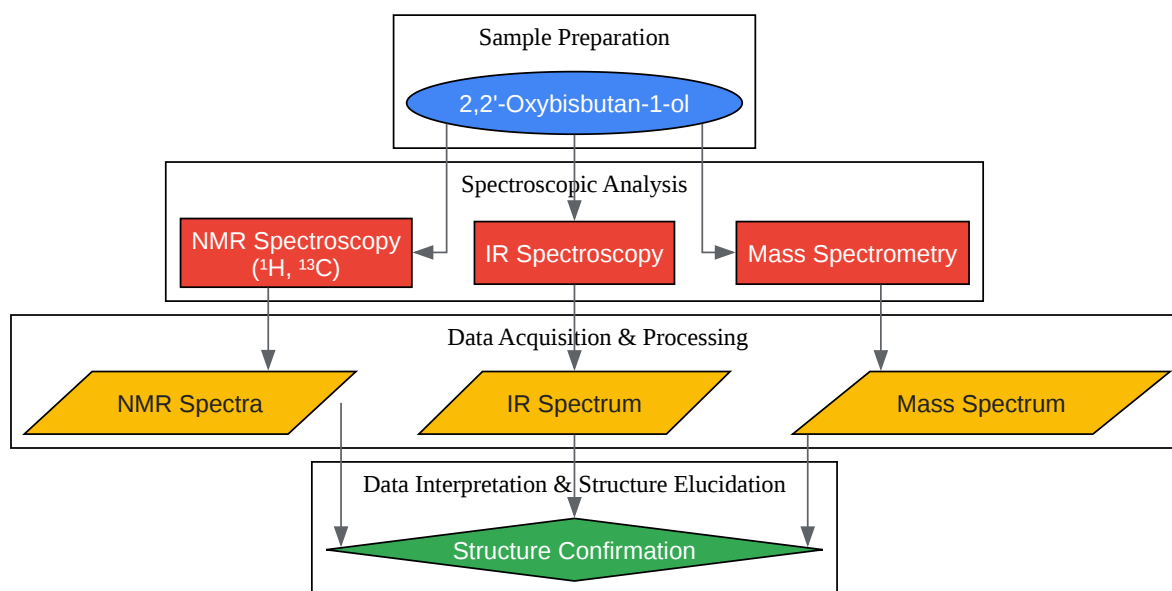 Sample Preparation
2,2'-Oxybisbutan-1-ol
Spectroscopic Analysis
NMR Spectroscopy
(¹H, ¹³C)
IR Spectroscopy
Mass Spectrometry
Data Acquisition & Processing
NMR Spectra
IR Spectrum
Mass Spectrum
Data Interpretation & Structure Elucidation
Structure Confirmation